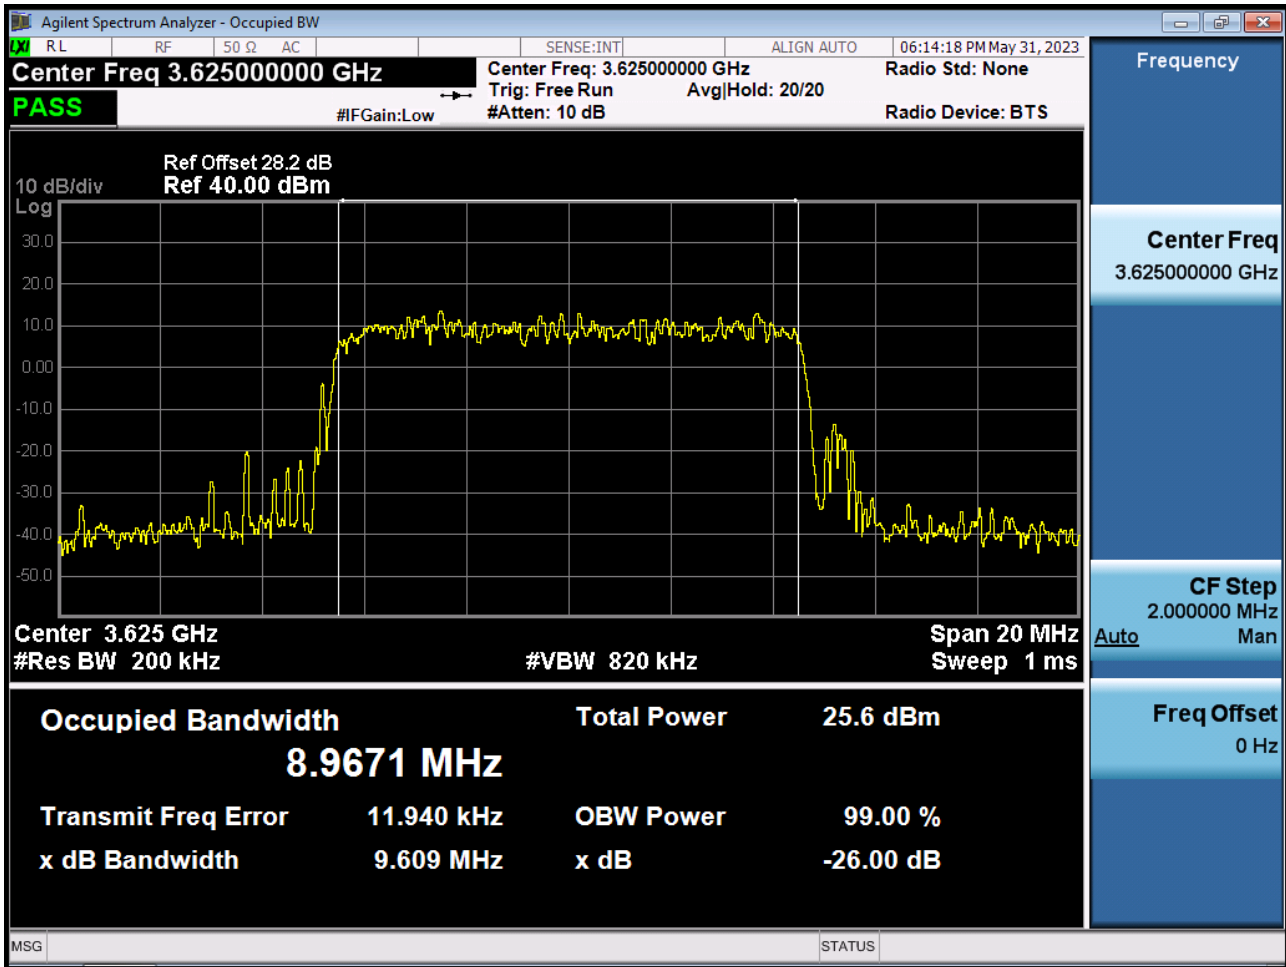 Agilent Spectrum Analyzer - Occupied BW
LXI RL RF 50 Ω AC SENSE:INT ALIGN AUTO 06:14:18 PM May 31, 2023
Center Freq 3.625000000 GHz
Center Freq: 3.625000000 GHz Radio Std: None
Trig: Free Run Avg|Hold: 20/20
PASS
#IFGain:Low #Atten: 10 dB Radio Device: BTS
Ref Offset 28.2 dB
10 dB/div Ref 40.00 dBm
Log
30.0
20.0
10.0
0.00
-10.0
-20.0
-30.0
-40.0
-50.0
Center 3.625 GHz Span 20 MHz
#Res BW 200 kHz #VBW 820 kHz Sweep 1 ms
Occupied Bandwidth Total Power 25.6 dBm
8.9671 MHz
Transmit Freq Error 11.940 kHz OBW Power 99.00 %
x dB Bandwidth 9.609 MHz x dB -26.00 dB
MSG STATUS
Frequency
Center Freq
3.625000000 GHz
CF Step
2.000000 MHz
Auto Man
Freq Offset
0 Hz